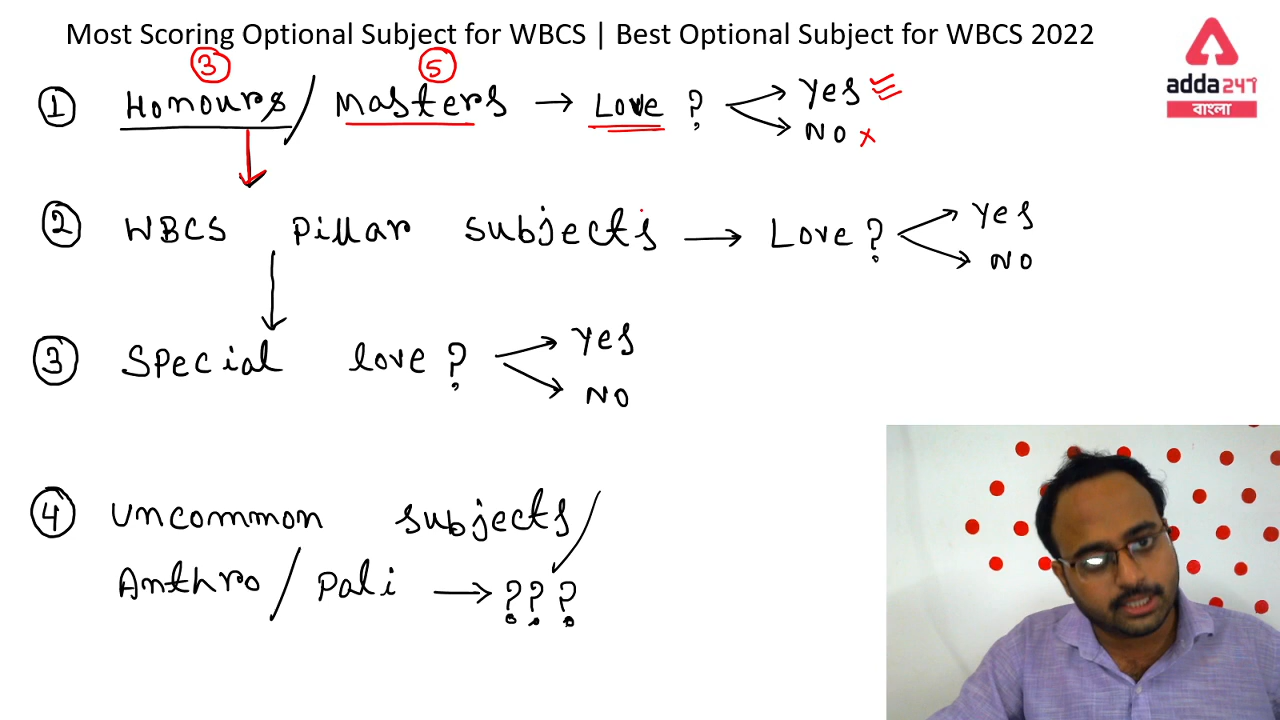 Most Scoring Optional Subject for WBCS | Best Optional Subject for WBCS 2022
adda247
বাংলা
3 5
1 Honours / Masters → Love ? Yes
No x
2 WBCS Pillar subjects → Love ? Yes
No
3 Special love ? Yes
No
4 Uncommon subjects /
Anthro / Pali → ???